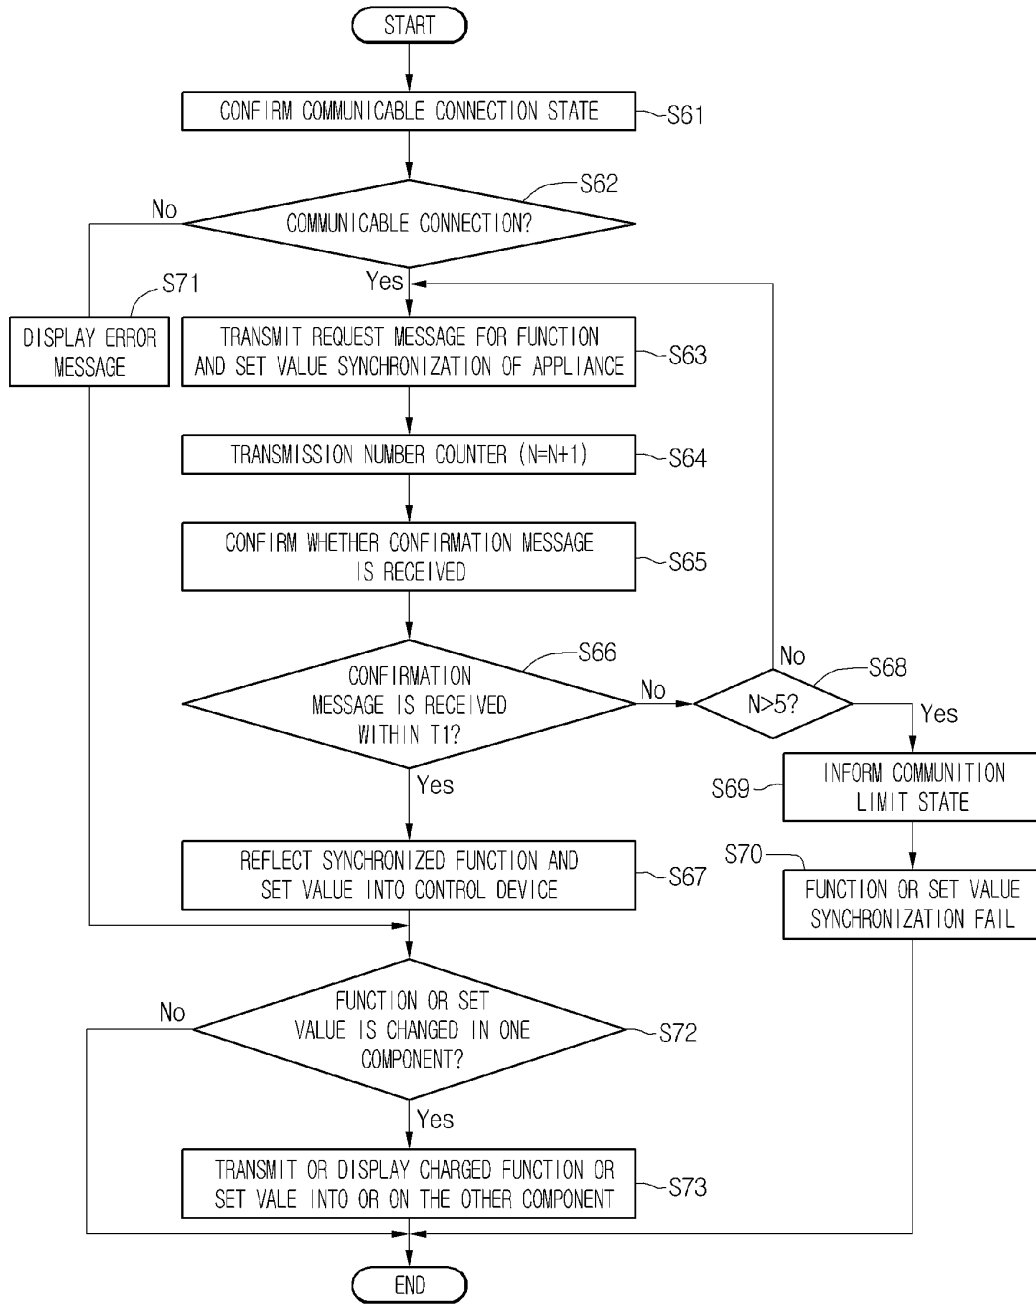 START
CONFIRM COMMUNICABLE CONNECTION STATE
S61
S62
COMMUNICABLE CONNECTION?
No
Yes
S71
DISPLAY ERROR
MESSAGE
TRANSMIT REQUEST MESSAGE FOR FUNCTION
AND SET VALUE SYNCHRONIZATION OF APPLIANCE
S63
TRANSMISSION NUMBER COUNTER (N=N+1)
S64
CONFIRM WHETHER CONFIRMATION MESSAGE
IS RECEIVED
S65
S66
CONFIRMATION
MESSAGE IS RECEIVED
WITHIN T1?
No
Yes
No
S68
N>5?
Yes
S69
INFORM COMMUNITION
LIMIT STATE
REFLECT SYNCHRONIZED FUNCTION AND
SET VALUE INTO CONTROL DEVICE
S67
S70
FUNCTION OR SET VALUE
SYNCHRONIZATION FAIL
FUNCTION OR SET
VALUE IS CHANGED IN ONE
COMPONENT?
No
S72
Yes
TRANSMIT OR DISPLAY CHARGED FUNCTION OR
SET VALE INTO OR ON THE OTHER COMPONENT
S73
END